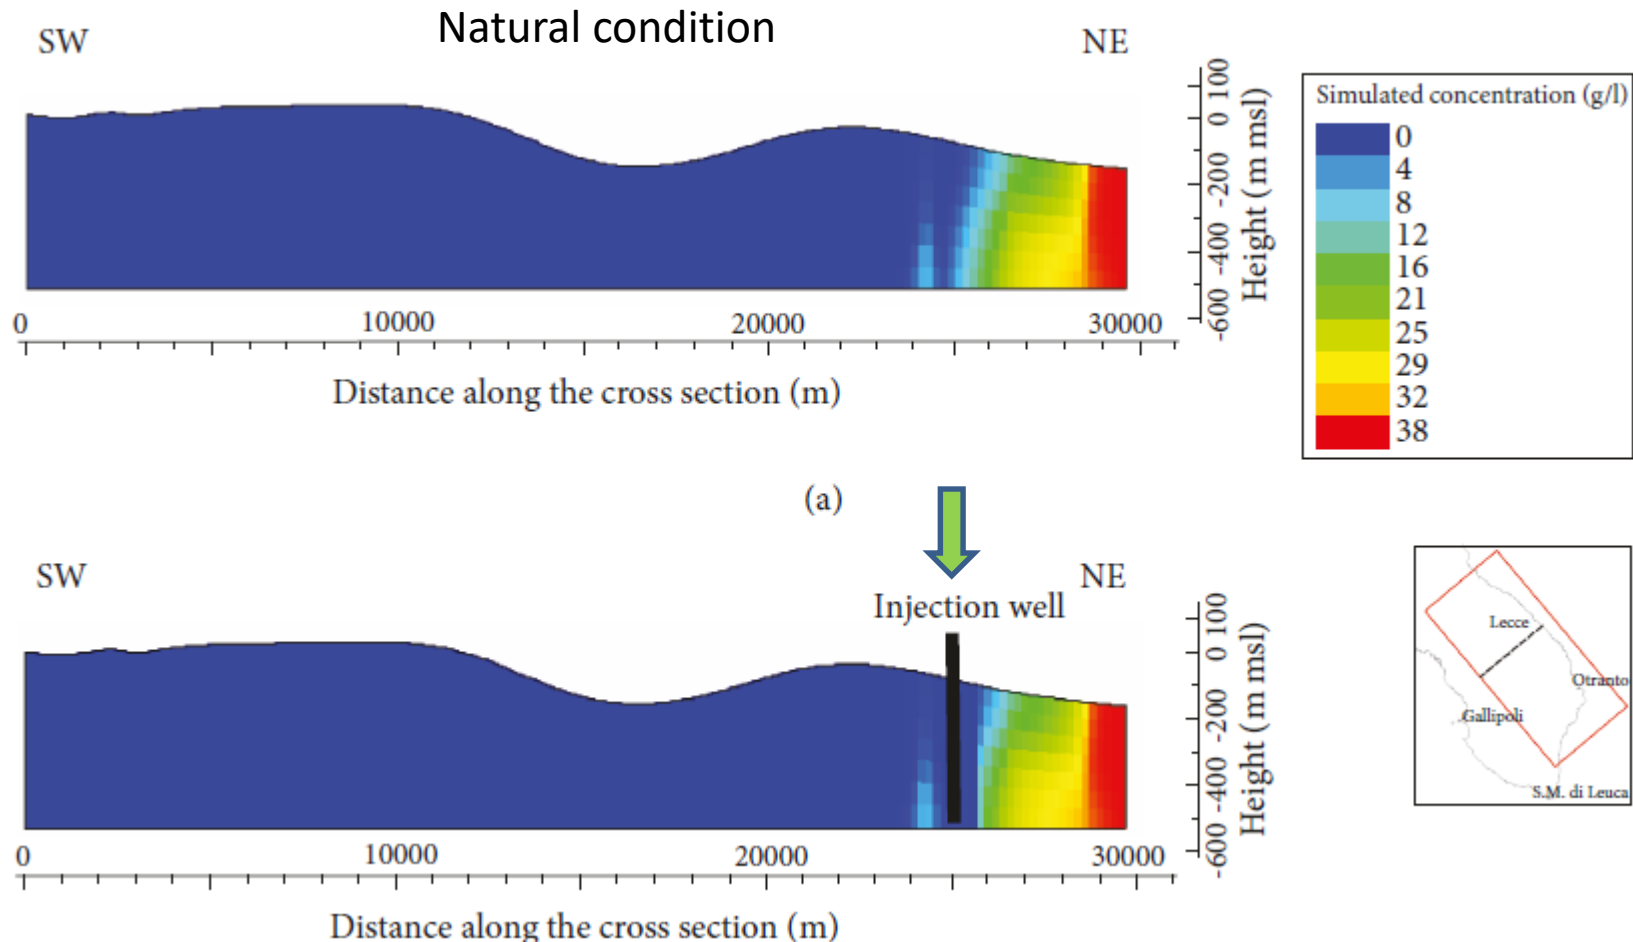 Natural condition
SW
NE
100
0
-200
-400
-600
Height (m msl)
0
10000
20000
30000
Distance along the cross section (m)
Simulated concentration (g/l)
0
4
8
12
16
21
25
29
32
38
(a)
SW
NE
Injection well
100
0
-200
-400
-600
Height (m msl)
0
10000
20000
30000
Distance along the cross section (m)
Lecce
Otranto
Gallipoli
S.M. di Leuca